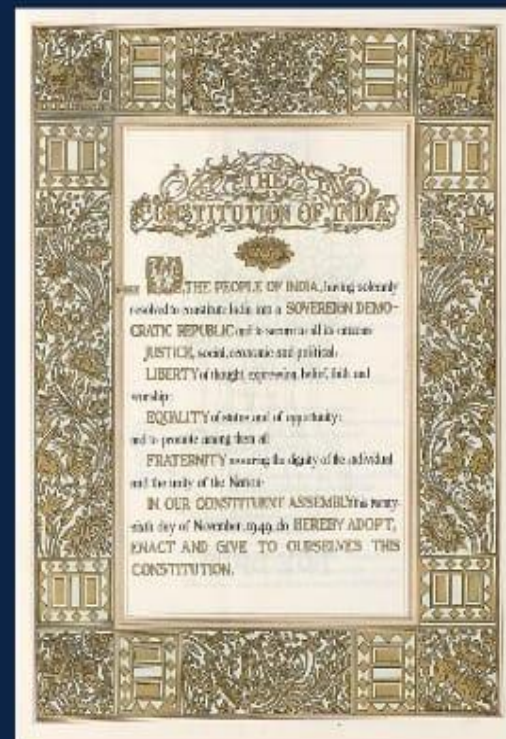 THE
CONSTITUTION OF INDIA
WE, THE PEOPLE OF INDIA, having solemnly
resolved to constitute India into a SOVEREIGN DEMO-
CRATIC REPUBLIC and to secure to all its citizens:
JUSTICE, social, economic and political;
LIBERTY of thought, expression, belief, faith and
worship;
EQUALITY of status and of opportunity;
and to promote among them all
FRATERNITY assuring the dignity of the individual
and the unity of the Nation;
IN OUR CONSTITUENT ASSEMBLY this twenty-
sixth day of November, 1949, do HEREBY ADOPT,
ENACT AND GIVE TO OURSELVES THIS
CONSTITUTION.